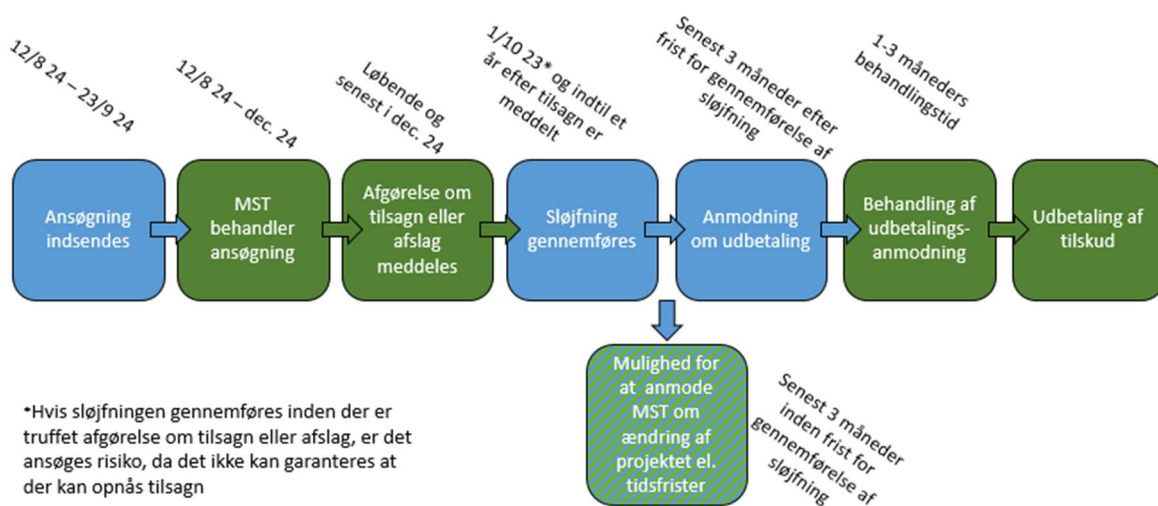 12/8 24 – 23/9 24
12/8 24 – dec. 24
Løbende og
senest i dec. 24
1/10 23* og indtil et
år efter tilsagn er
meddelt
Senest 3 måneder efter
frist for gennemførelse af
sløjfning
1-3 måneders
behandlingstid
Ansøgning
indsendes
MST
behandler
ansøgning
Afgørelse om
tilsagn eller
afslag
meddeles
Sløjfning
gennemføres
Anmodning
om udbetaling
Behandling af
udbetalings-
anmodning
Udbetaling af
tilskud
Mulighed for
at anmode
MST om
ændring af
projektet el.
tidsfrister
Senest 3 måneder
inden frist for
gennemførelse af
sløjfning
*Hvis sløjfningen gennemføres inden der er
truffet afgørelse om tilsagn eller afslag, er det
ansøges risiko, da det ikke kan garanteres at
der kan opnås tilsagn